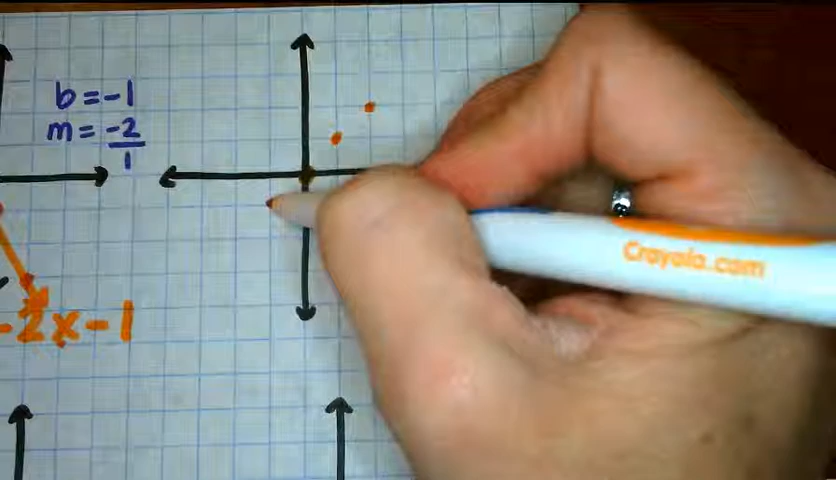 b = -1
m = -2
1
-2x-1
Crayola.com